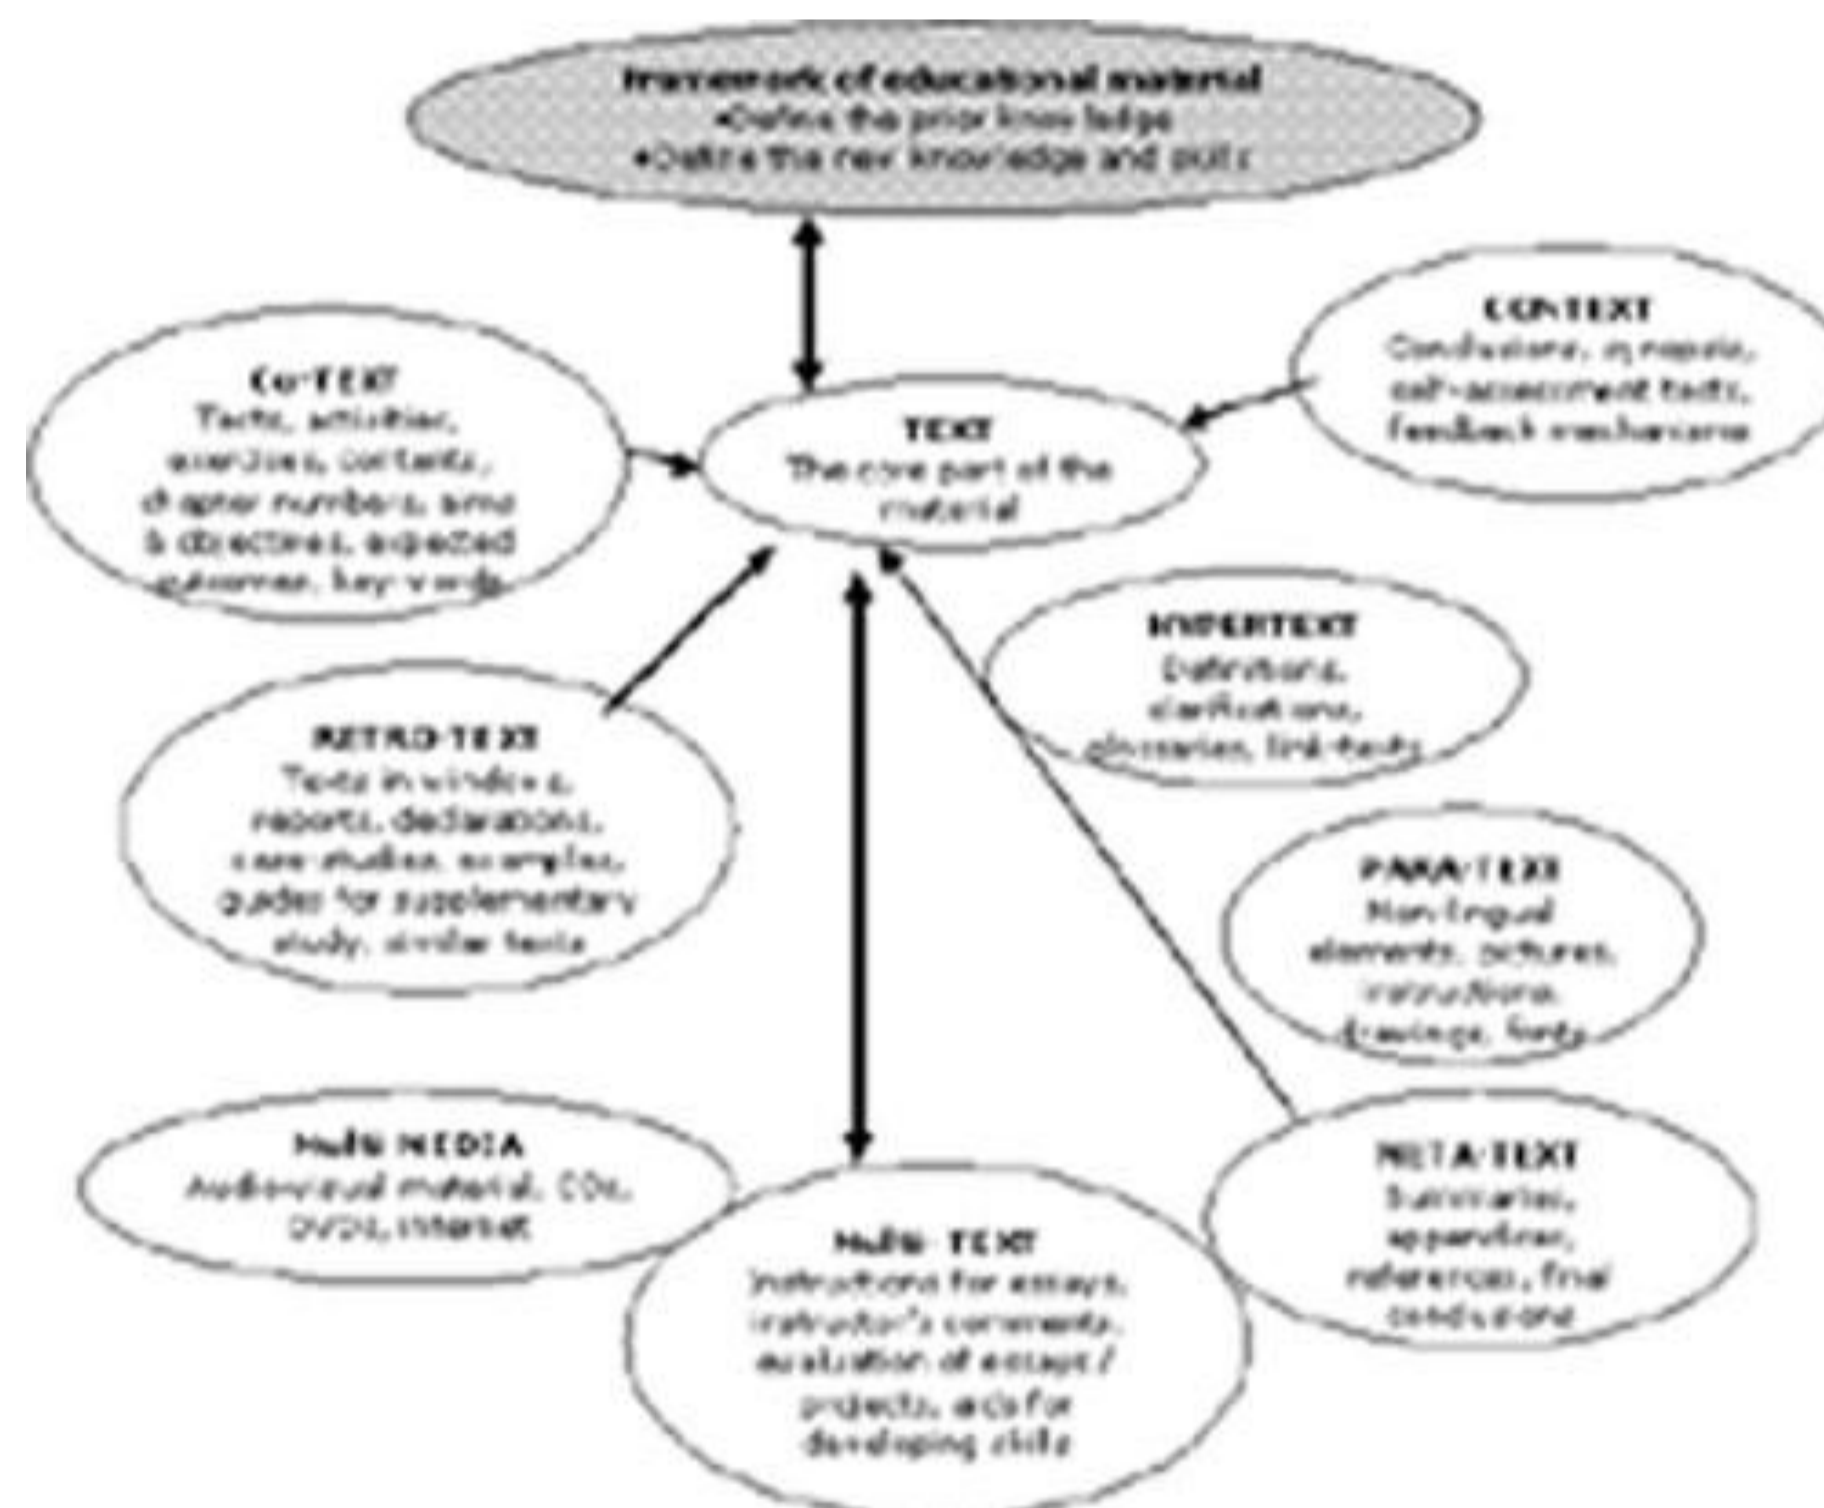 Framework of educational material
•Define the prior knowledge
•Define the new knowledge and skills
CONTEXT
Conclusions, synopsis,
self-assessment tests,
feedback mechanisms
Co-TEXT
Texts, activities,
exercises, contents,
chapter numbers, aims
& objectives, expected
outcomes, key-words
TEXT
The core part of the
material
HYPERTEXT
Definitions,
clarifications,
glossaries, link-texts
RETRO-TEXT
Texts in windows,
reports, declarations,
case-studies, examples,
guides for supplementary
study, similar texts
PARA-TEXT
Non-lingual
elements, pictures,
instructions,
drawings, fonts
Multi MEDIA
Audio-visual material, CDs,
DVDs, internet
META-TEXT
Summaries,
appendices,
references, final
conclusions
Multi- TEXT
Instructions for essays,
instructor's comments,
evaluation of essays/
projects, aids for
developing skills